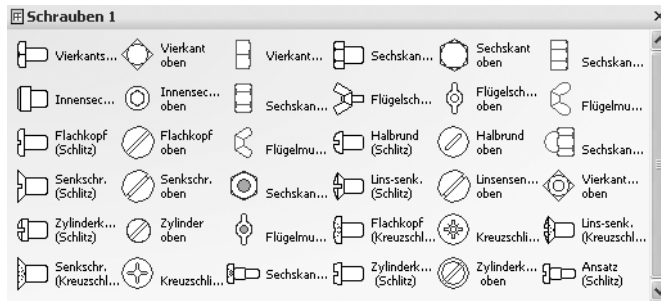 Schrauben 1
Vierkants...
Vierkant
oben
Vierkant...
Sechskan...
Sechskant
oben
Sechskan...
Innensec...
Innensec...
oben
Sechskan...
Flügelsch...
Flügelsch...
oben
Flügelmu...
Flachkopf
(Schlitz)
Flachkopf
oben
Flügelmu...
Halbrund
(Schlitz)
Halbrund
oben
Sechskan...
Senkschr.
(Schlitz)
Senkschr.
oben
Sechskan...
Lins-senk.
(Schlitz)
Linsensen...
oben
Vierkant...
oben
Zylinderk...
(Schlitz)
Zylinder
oben
Flügelmu...
Flachkopf
(Kreuzschl...
Kreuzschli...
Lins-senk.
(Kreuzschl...
Senkschr.
(Kreuzschl...
Kreuzschli...
Sechskan...
Zylinderk...
(Schlitz)
Zylinderk...
oben
Ansatz
(Schlitz)